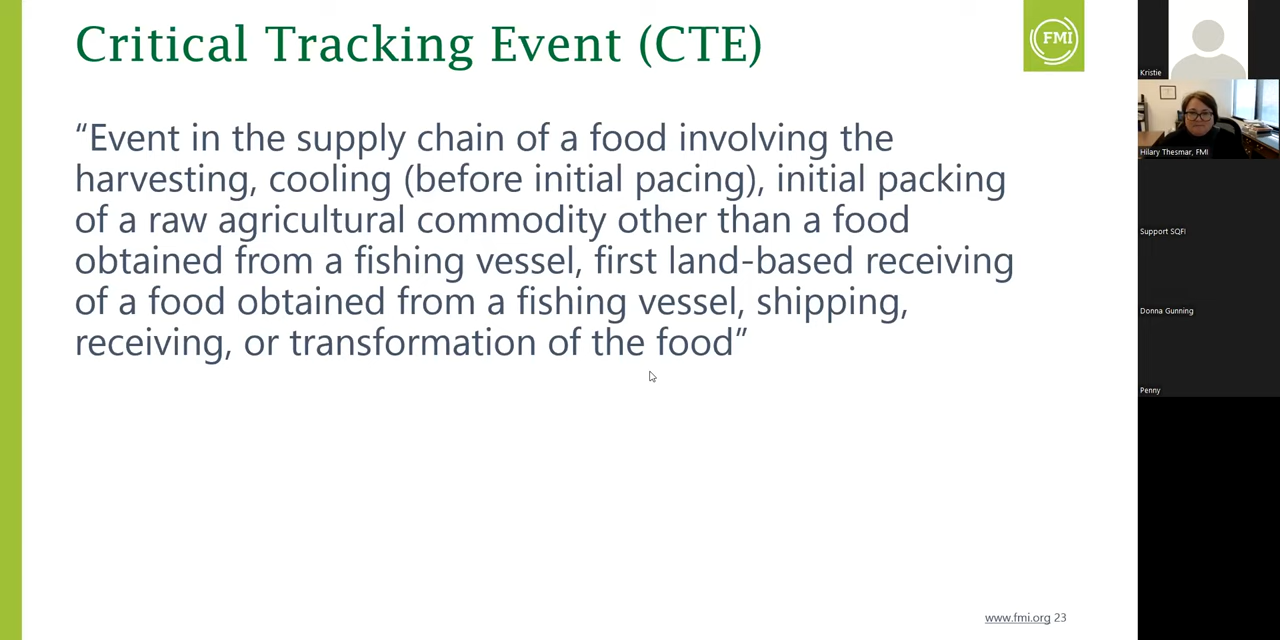 Critical Tracking Event (CTE)
FMI
“Event in the supply chain of a food involving the
harvesting, cooling (before initial pacing), initial packing
of a raw agricultural commodity other than a food
obtained from a fishing vessel, first land-based receiving
of a food obtained from a fishing vessel, shipping,
receiving, or transformation of the food”
www.fmi.org 23
Kristie
Hilary Thesmar, FMI
Support SQFI
Donna Gunning
Penny